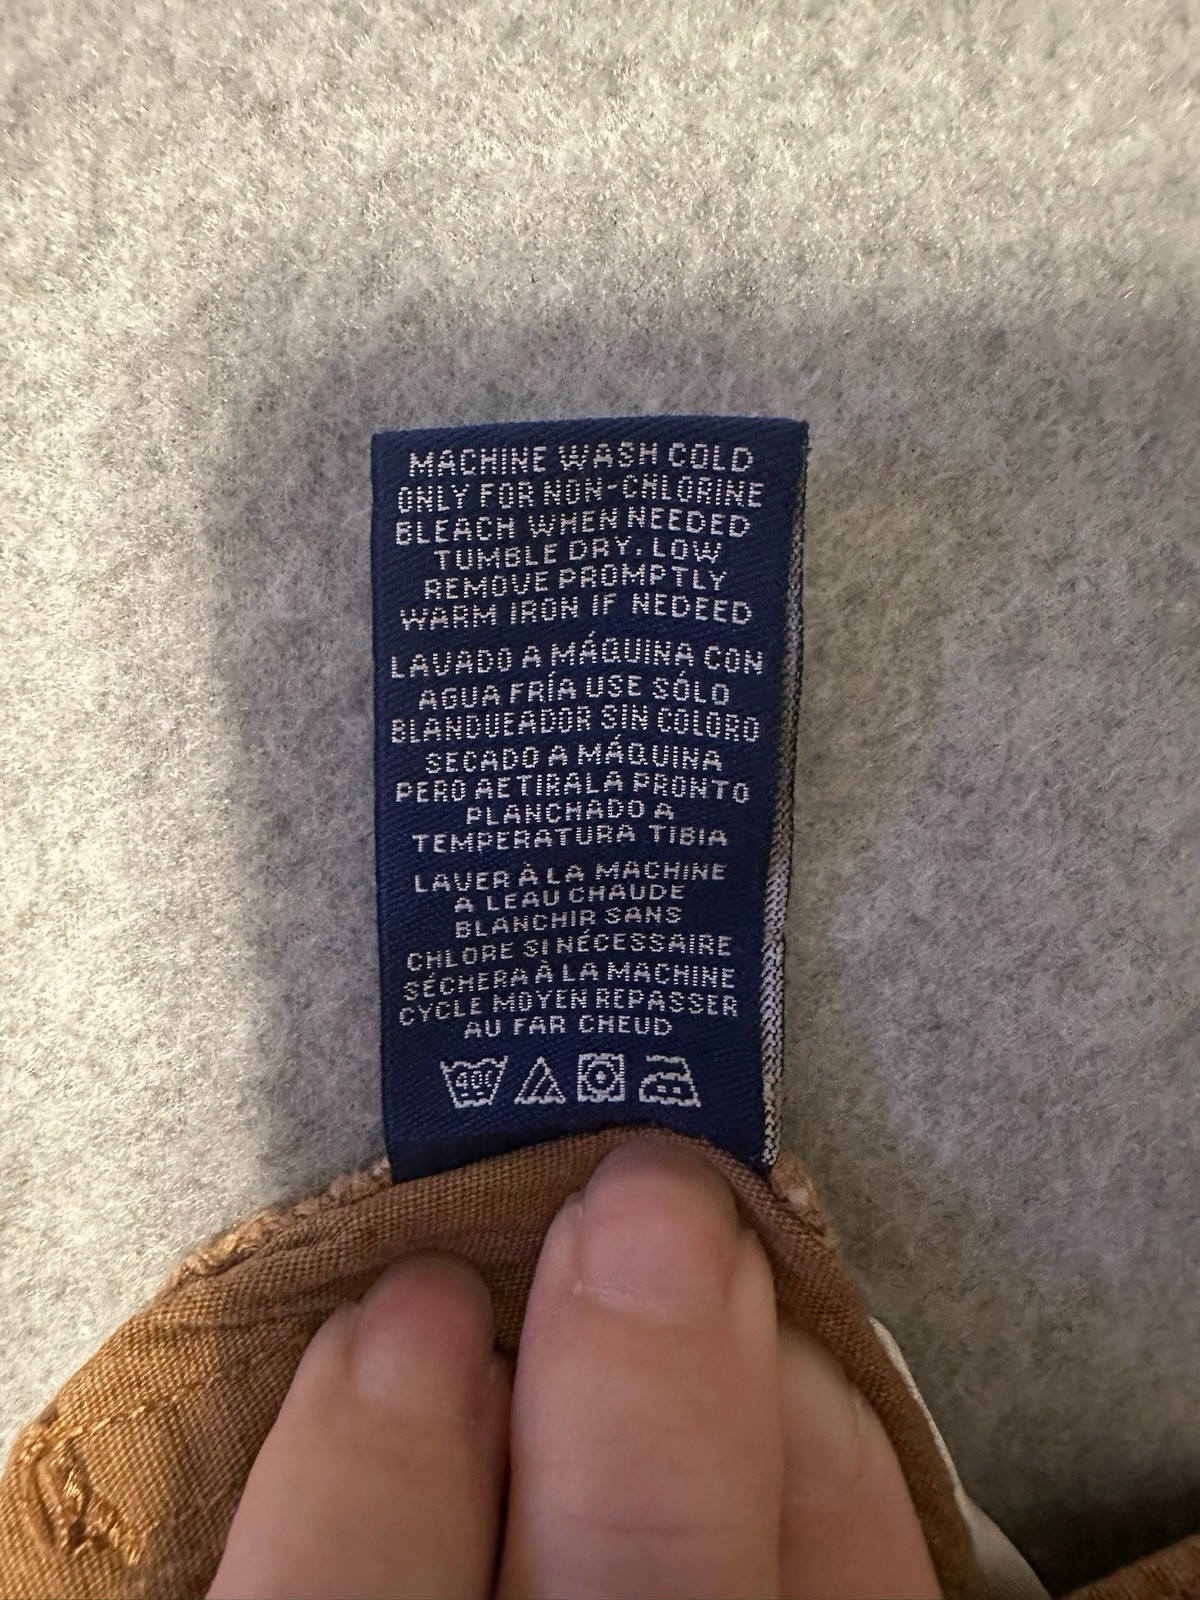 MACHINE WASH COLD
ONLY FOR NON-CHLORINE
BLEACH WHEN NEEDED
TUMBLE DRY. LOW
REMOVE PROMPTLY
WARM IRON IF NEDEED
LAVADO A MÁQUINA CON
AGUA FRÍA USE SÓLO
BLANDUEADOR SIN COLORO
SECADO A MÁQUINA
PERO AETIRALA PRONTO
PLANCHADO A
TEMPERATURA TIBIA
LAVER À LA MACHINE
A LEAU CHAUDE
BLANCHIR SANS
CHLORE SI NÉCESSAIRE
SÉCHERA À LA MACHINE
CYCLE MOYEN REPASSER
AU FAR CHEUD
40C